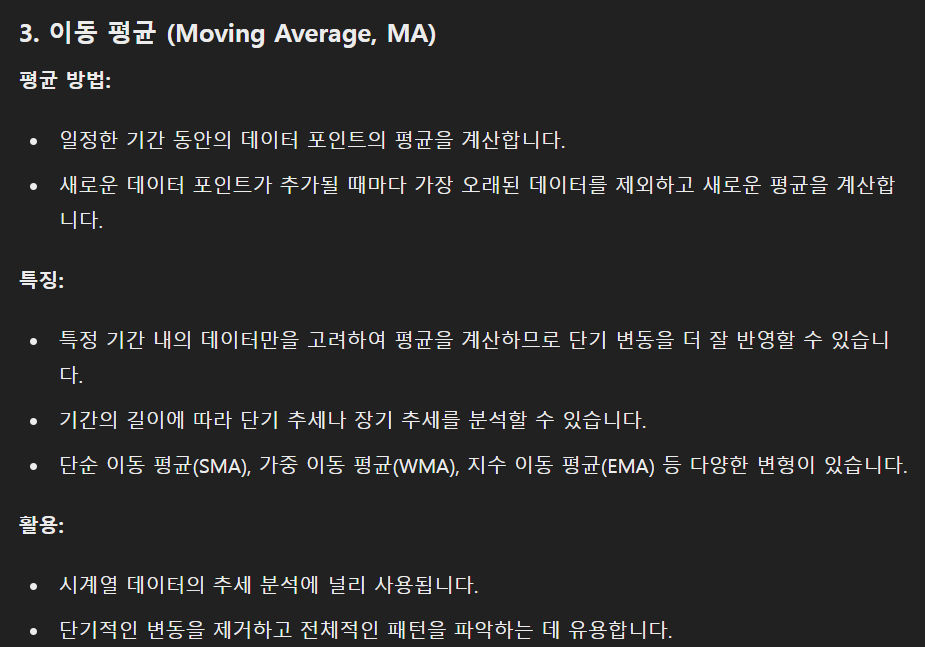 3. 이동 평균 (Moving Average, MA)
평균 방법:
• 일정한 기간 동안의 데이터 포인트의 평균을 계산합니다.
• 새로운 데이터 포인트가 추가될 때마다 가장 오래된 데이터를 제외하고 새로운 평균을 계산합
니다.
특징:
• 특정 기간 내의 데이터만을 고려하여 평균을 계산하므로 단기 변동을 더 잘 반영할 수 있습니
다.
• 기간의 길이에 따라 단기 추세나 장기 추세를 분석할 수 있습니다.
• 단순 이동 평균(SMA), 가중 이동 평균(WMA), 지수 이동 평균(EMA) 등 다양한 변형이 있습니다.
활용:
• 시계열 데이터의 추세 분석에 널리 사용됩니다.
• 단기적인 변동을 제거하고 전체적인 패턴을 파악하는 데 유용합니다.